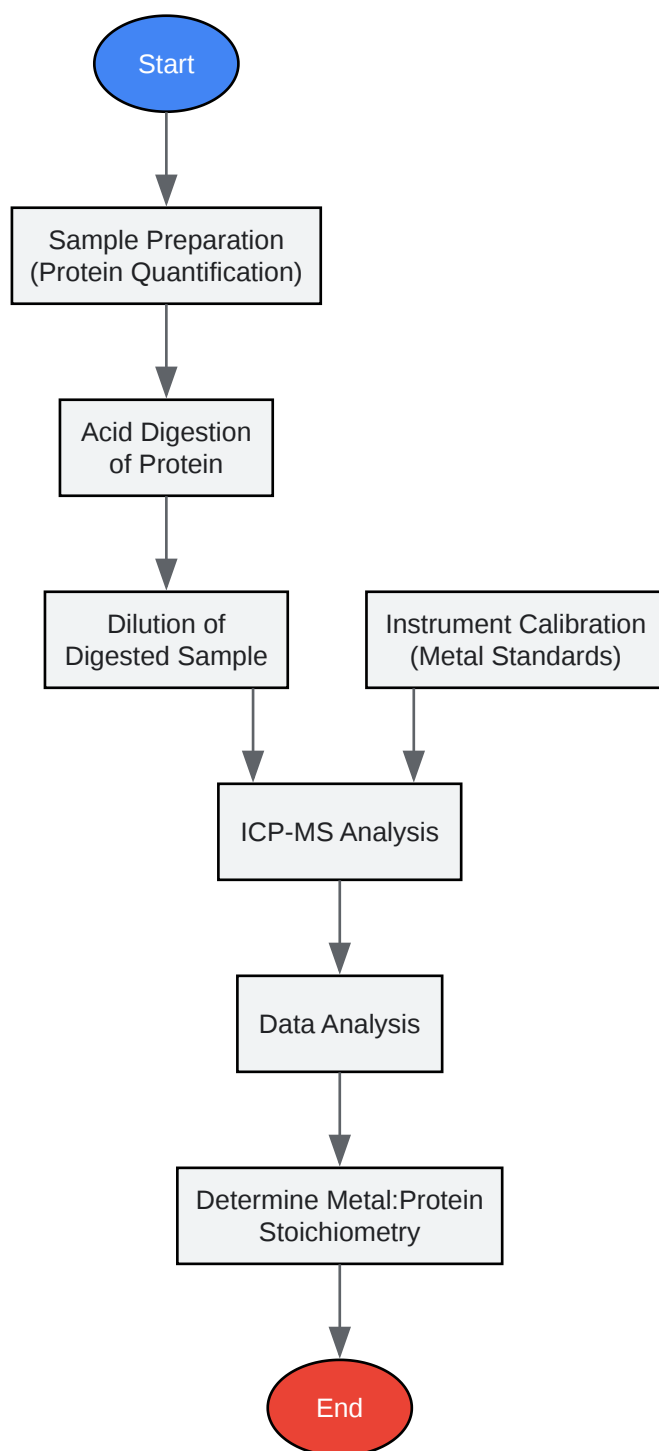 Start
Sample Preparation
(Protein Quantification)
Acid Digestion
of Protein
Dilution of
Digested Sample
Instrument Calibration
(Metal Standards)
ICP-MS Analysis
Data Analysis
Determine Metal:Protein
Stoichiometry
End